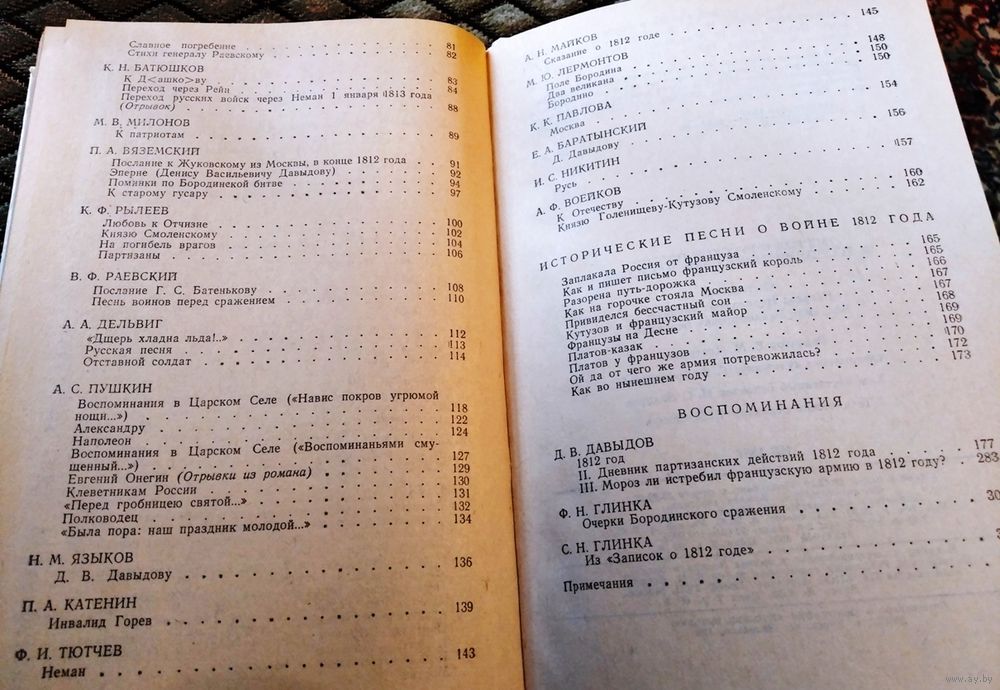 Славное погребение 81
Стихи генералу Раевскому 82
К. Н. БАТЮШКОВ
К Д<ашко>ву 83
Переход через Рейн 84
Переход русских войск через Неман 1 января 1813 года
(Отрывок) 88
М. В. МИЛОНОВ
К патриотам 89
П. А. ВЯЗЕМСКИЙ
Послание к Жуковскому из Москвы, в конце 1812 года 91
Эперне (Денису Васильевичу Давыдову) 92
Поминки по Бородинской битве 94
К старому гусару 97
К. Ф. РЫЛЕЕВ
Любовь к Отчизне 100
Князю Смоленскому 102
На погибель врагов 104
Партизаны 106
В. Ф. РАЕВСКИЙ
Послание Г. С. Батенькову 108
Песнь воинов перед сражением 110
А. А. ДЕЛЬВИГ
«Дщерь хладна льда!..» 112
Русская песня 113
Отставной солдат 114
А. С. ПУШКИН
Воспоминания в Царском Селе («Навис покров угрюмой
нощи...») 118
Александру 122
Наполеон 124
Воспоминания в Царском Селе («Воспоминаньями сму-
щенный...») 127
Евгений Онегин (Отрывки из романа) 129
Клеветникам России 130
«Перед гробницею святой...» 131
Полководец 132
«Была пора: наш праздник молодой...» 134
Н. М. ЯЗЫКОВ
Д. В. Давыдову 136
П. А. КАТЕНИН
Инвалид Горев 139
Ф. И. ТЮТЧЕВ
Неман 143
А. Н. МАЙКОВ
Сказание о 1812 годе 145
М. Ю. ЛЕРМОНТОВ
Поле Бородина 148
Два великана 150
Бородино 150
К. К. ПАВЛОВА
Москва 154
Е. А. БАРАТЫНСКИЙ
Д. Давыдову 156
И. С. НИКИТИН
Русь 157
А. Ф. ВОЕЙКОВ
К Отечеству 160
Князю Голенищеву-Кутузову Смоленскому 162
ИСТОРИЧЕСКИЕ ПЕСНИ О ВОЙНЕ 1812 ГОДА
Заплакала Россия от француза 165
Как и пишет письмо французский король 165
Разорена путь-дорожка 166
Как на горочке стояла Москва 167
Привиделся бессчастный сон 167
Кутузов и французский майор 168
Французы на Десне 169
Платов-казак 169
Платов у французов 170
Ой да от чего же армия потревожилась? 172
Как во нынешнем году 173
ВОСПОМИНАНИЯ
Д. В. ДАВЫДОВ
1812 год
II. Дневник партизанских действий 1812 года 177
III. Мороз ли истребил французскую армию в 1812 году? 283
Ф. Н. ГЛИНКА
Очерки Бородинского сражения 30
С. Н. ГЛИНКА
Из «Записок о 1812 годе» 3
Примечания
www.ay.by